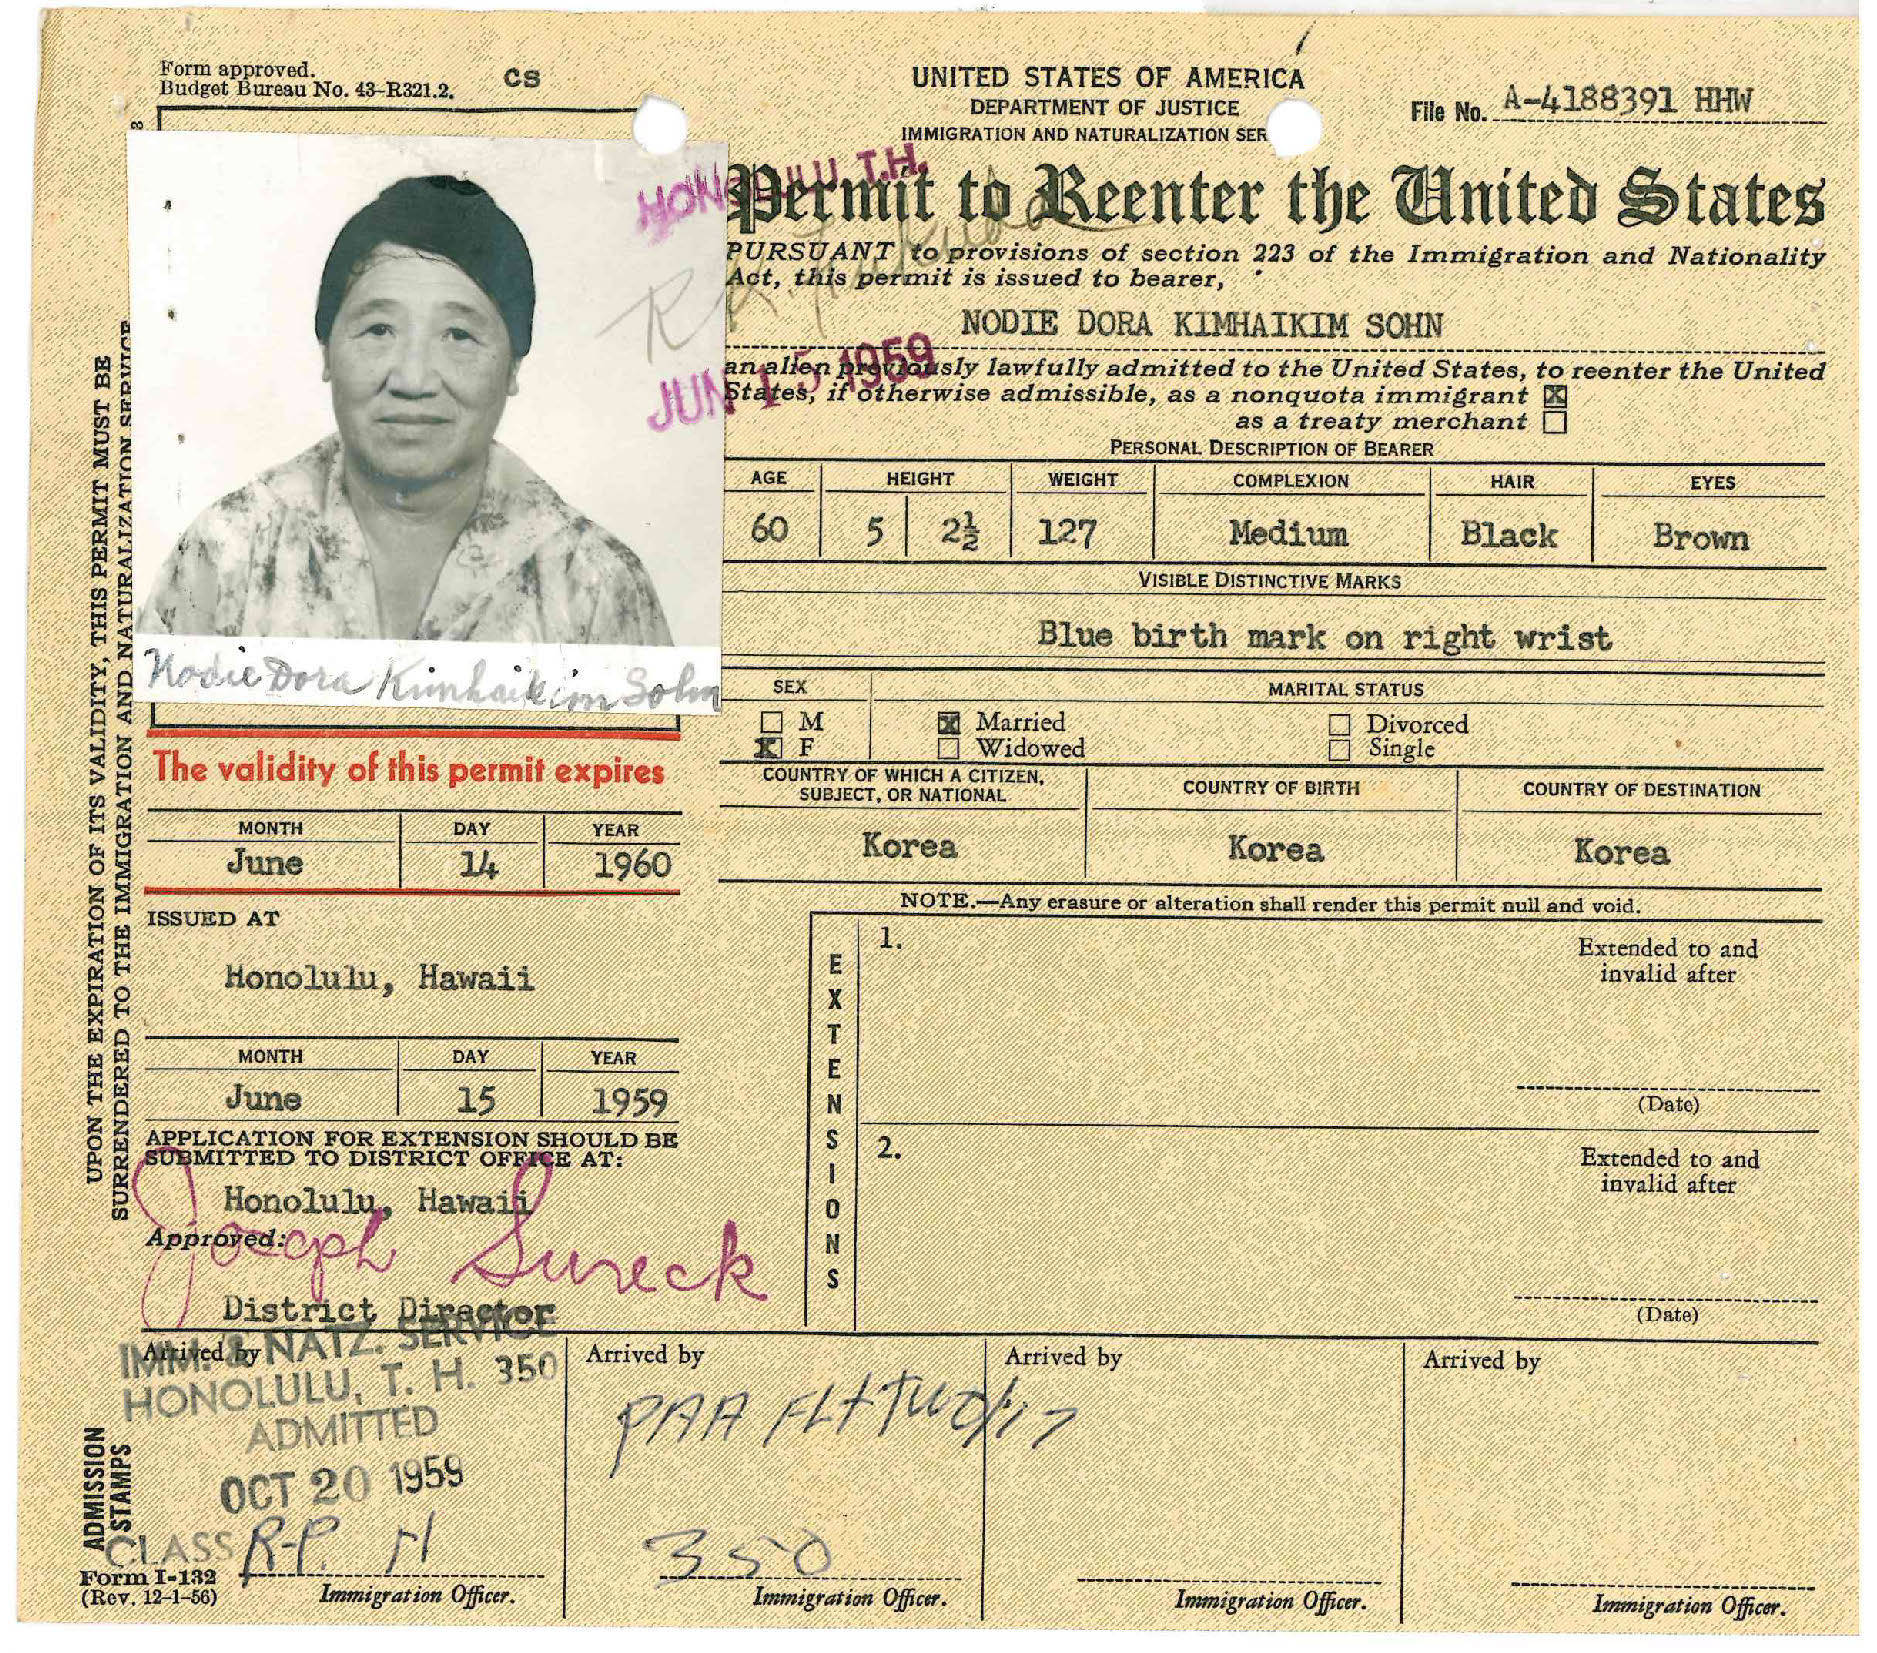 Form approved.
Budget Bureau No. 43-R321.2.
CS
UNITED STATES OF AMERICA
DEPARTMENT OF JUSTICE
IMMIGRATION AND NATURALIZATION SER
File No. A-4188391 HHW
HONOLULU, T.H.
Permit to Reenter the United States
PURSUANT to provisions of section 223 of the Immigration and Nationality
Act, this permit is issued to bearer,
NODIE DORA KIMHAIKIM SOHN
JUN 15 1959
an alien previously lawfully admitted to the United States, to reenter the United
States, if otherwise admissible, as a nonquota immigrant X
as a treaty merchant
PERSONAL DESCRIPTION OF BEARER
AGE HEIGHT WEIGHT COMPLEXION HAIR EYES
60 5 2½ 127 Medium Black Brown
VISIBLE DISTINCTIVE MARKS
Blue birth mark on right wrist
Nodie Dora Kimhaikim Sohn
SEX MARITAL STATUS
M X Married Divorced
X F Widowed Single
COUNTRY OF WHICH A CITIZEN,
SUBJECT, OR NATIONAL
COUNTRY OF BIRTH
COUNTRY OF DESTINATION
Korea Korea Korea
The validity of this permit expires
MONTH DAY YEAR
June 14 1960
ISSUED AT
Honolulu, Hawaii
MONTH DAY YEAR
June 15 1959
APPLICATION FOR EXTENSION SHOULD BE
SUBMITTED TO DISTRICT OFFICE AT:
Honolulu, Hawaii
Approved:
Joseph Sureck
District Director
UPON THE EXPIRATION OF ITS VALIDITY, THIS PERMIT MUST BE
SURRENDERED TO THE IMMIGRATION AND NATURALIZATION SERVICE
NOTE.—Any erasure or alteration shall render this permit null and void.
EXTENSIONS
1.
Extended to and
invalid after
(Date)
2.
Extended to and
invalid after
(Date)
ADMISSION
STAMPS
Arrived by
IMM. & NATZ. SERVICE
HONOLULU, T. H. 350
ADMITTED
OCT 20 1959
CLASS R-P. H
Immigration Officer.
Arrived by
PAA FLT TWO/17
350
Immigration Officer.
Arrived by
Immigration Officer.
Arrived by
Immigration Officer.
Form I-132
(Rev. 12-1-56)